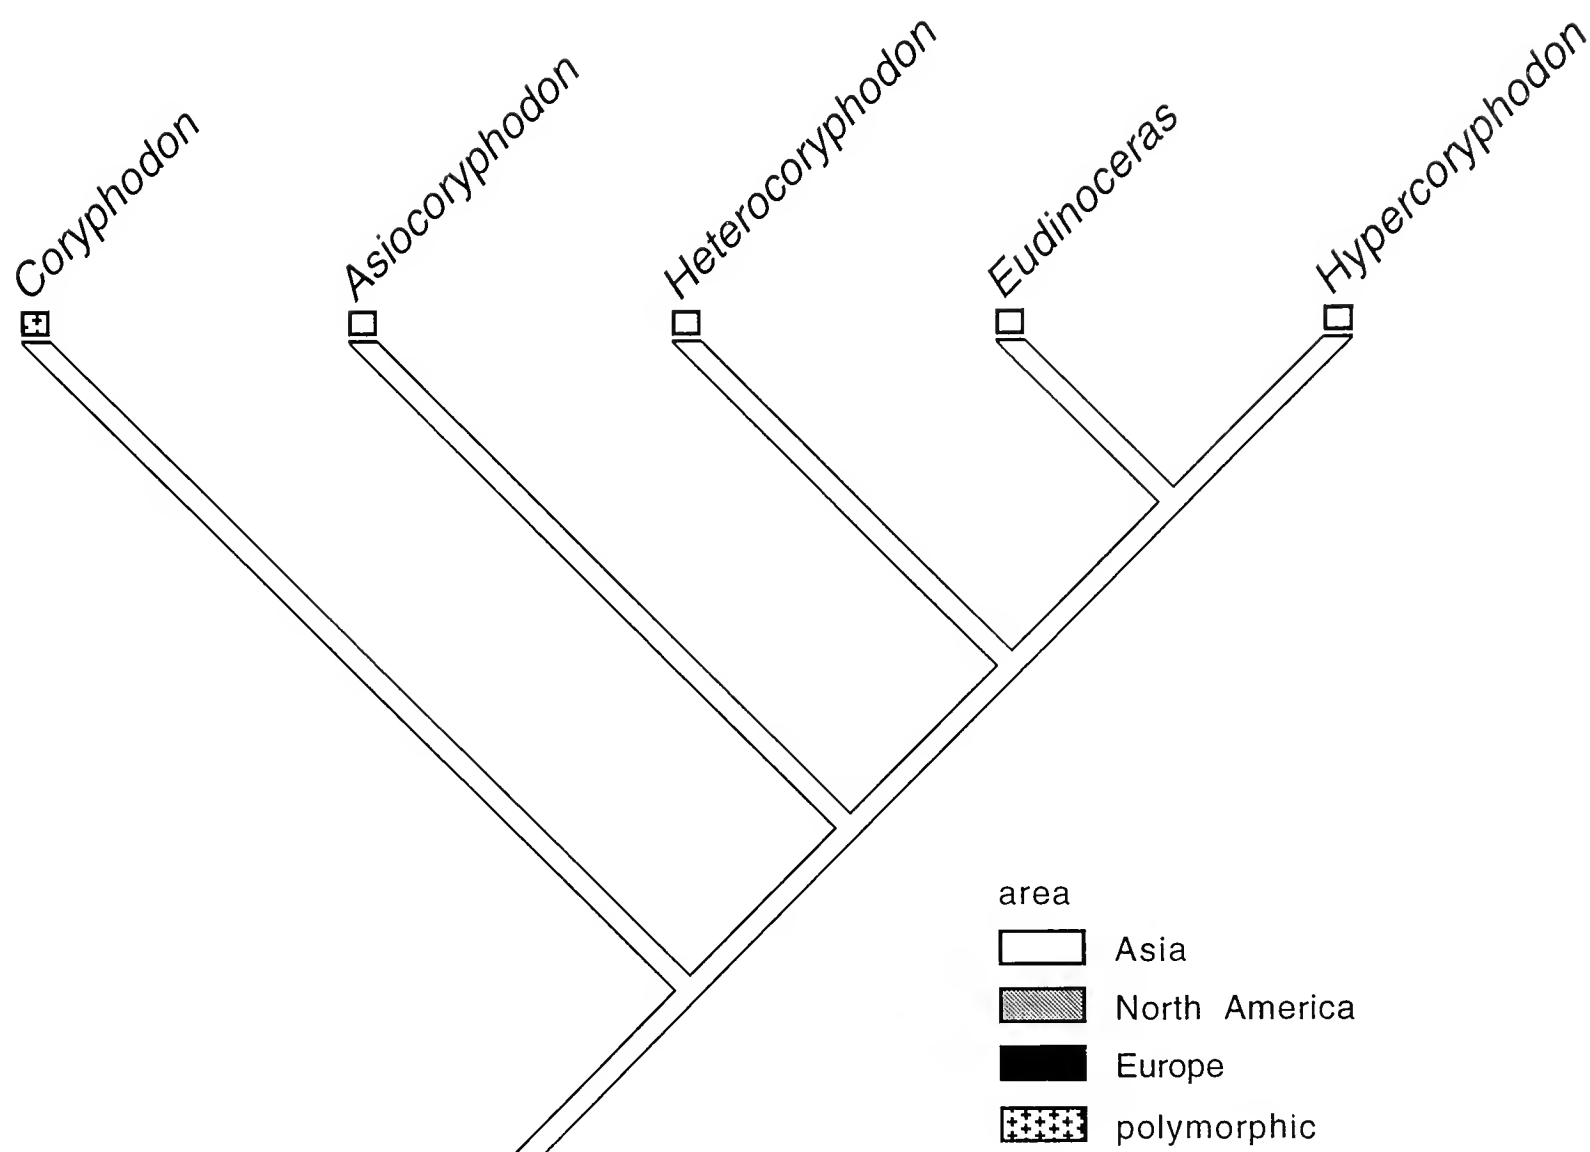 Coryphodon
Asiocoryphodon
Heterocoryphodon
Eudinoceras
Hypercoryphodon
area
Asia
North America
Europe
polymorphic